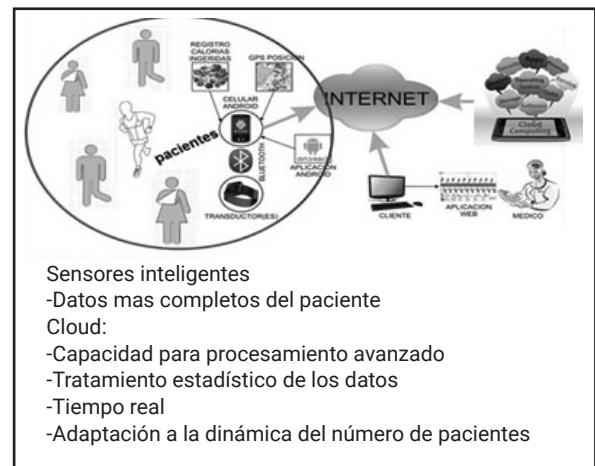 REGISTRO
CALORIAS
INGERIDAS
GPS POSICION
CELULAR
ANDROID
INTERNET
pacientes
BLUETOOTH
ANDROID
APLICACION
ANDROID
TRANSDUCTOR(ES)
Apps
Cloud
Computing
CLIENTE
APLICACION
WEB
MEDICO
Sensores inteligentes
-Datos mas completos del paciente
Cloud:
-Capacidad para procesamiento avanzado
-Tratamiento estadístico de los datos
-Tiempo real
-Adaptación a la dinámica del número de pacientes